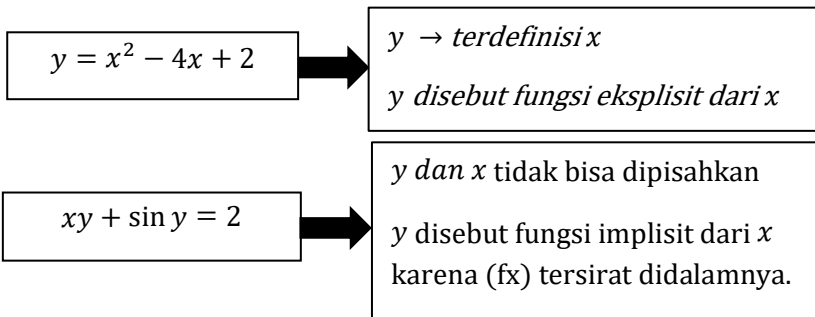 y = x² − 4x + 2
y → terdefinisi x
y disebut fungsi eksplisit dari x
xy + sin y = 2
y dan x tidak bisa dipisahkan
y disebut fungsi implisit dari x
karena (fx) tersirat didalamnya.